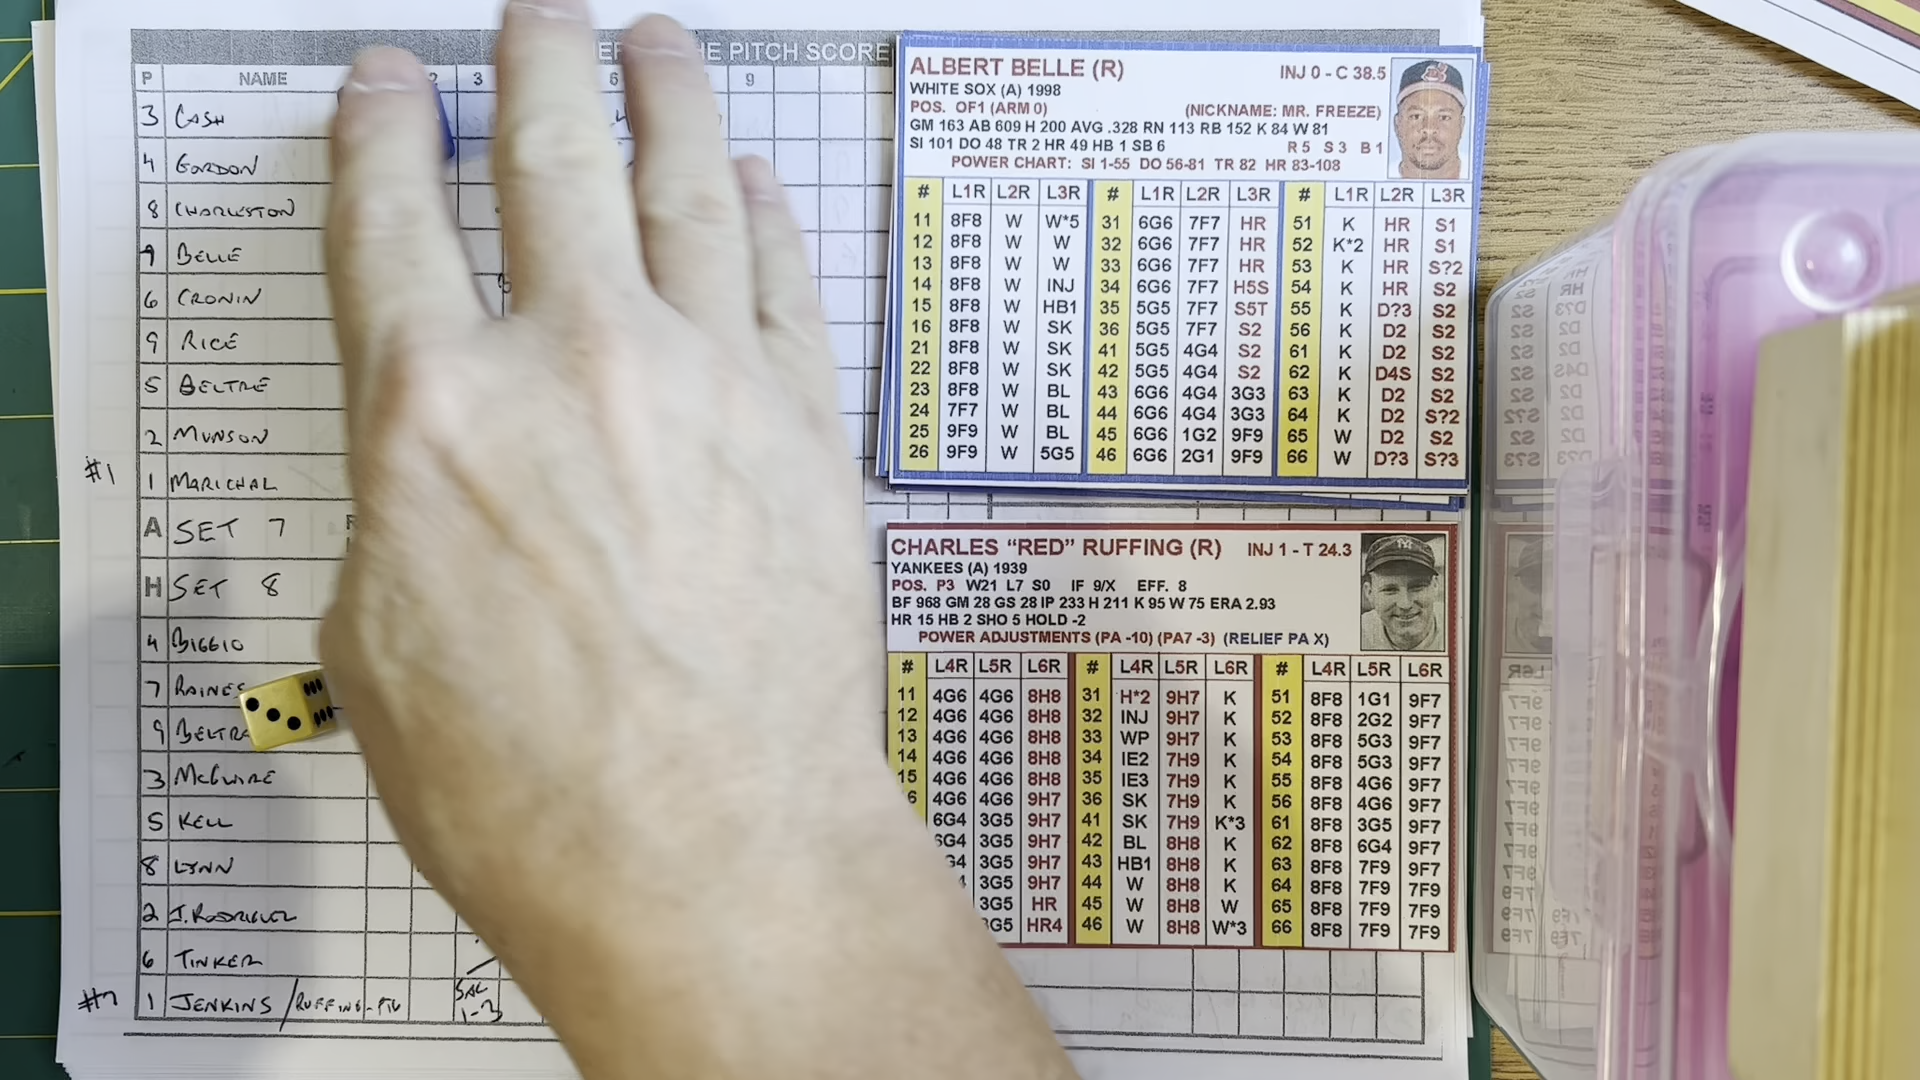 THE PITCH SCORE
P NAME 2 3 6 9
3 CASH
4 GORDON
8 CHARLESTON
9 BELLE
6 CRONIN
9 RICE
5 BELTRE
2 MUNSON
#1 1 MARICHAL
A SET 7
H SET 8
4 BIGGIO
7 RAINES
9 BELTR
3 McGWIRE
5 KELL
8 LYNN
2 I. RODRIGUEZ
6 TINKER
#7 1 JENKINS / RUFFING-P76 SAC 1-3
ALBERT BELLE (R) INJ 0 - C 38.5
WHITE SOX (A) 1998
POS. OF1 (ARM 0) (NICKNAME: MR. FREEZE)
GM 163 AB 609 H 200 AVG .328 RN 113 RB 152 K 84 W 81
SI 101 DO 48 TR 2 HR 49 HB 1 SB 6 R 5 S 3 B 1
POWER CHART: SI 1-55 DO 56-81 TR 82 HR 83-108
# L1R L2R L3R # L1R L2R L3R # L1R L2R L3R
11 8F8 W W*5 31 6G6 7F7 HR 51 K HR S1
12 8F8 W W 32 6G6 7F7 HR 52 K*2 HR S1
13 8F8 W W 33 6G6 7F7 HR 53 K HR S?2
14 8F8 W INJ 34 6G6 7F7 H5S 54 K HR S2
15 8F8 W HB1 35 5G5 7F7 S5T 55 K D?3 S2
16 8F8 W SK 36 5G5 7F7 S2 56 K D2 S2
21 8F8 W SK 41 5G5 4G4 S2 61 K D2 S2
22 8F8 W SK 42 5G5 4G4 S2 62 K D4S S2
23 8F8 W BL 43 6G6 4G4 3G3 63 K D2 S2
24 7F7 W BL 44 6G6 4G4 3G3 64 K D2 S?2
25 9F9 W BL 45 6G6 1G2 9F9 65 W D2 S2
26 9F9 W 5G5 46 6G6 2G1 9F9 66 W D?3 S?3
CHARLES “RED” RUFFING (R) INJ 1 - T 24.3
YANKEES (A) 1939
POS. P3 W21 L7 S0 IF 9/X EFF. 8
BF 968 GM 28 GS 28 IP 233 H 211 K 95 W 75 ERA 2.93
HR 15 HB 2 SHO 5 HOLD -2
POWER ADJUSTMENTS (PA -10) (PA7 -3) (RELIEF PA X)
# L4R L5R L6R # L4R L5R L6R # L4R L5R L6R
11 4G6 4G6 8H8 31 H*2 9H7 K 51 8F8 1G1 9F7
12 4G6 4G6 8H8 32 INJ 9H7 K 52 8F8 2G2 9F7
13 4G6 4G6 8H8 33 WP 9H7 K 53 8F8 5G3 9F7
14 4G6 4G6 8H8 34 IE2 7H9 K 54 8F8 5G3 9F7
15 4G6 4G6 8H8 35 IE3 7H9 K 55 8F8 4G6 9F7
6 4G6 4G6 9H7 36 SK 7H9 K 56 8F8 4G6 9F7
6G4 3G5 9H7 41 SK 7H9 K*3 61 8F8 3G5 9F7
6G4 3G5 9H7 42 BL 8H8 K 62 8F8 6G4 9F7
G4 3G5 9H7 43 HB1 8H8 K 63 8F8 7F9 9F7
3G5 9H7 44 W 8H8 K 64 8F8 7F9 7F9
3G5 HR 45 W 8H8 W 65 8F8 7F9 7F9
3G5 HR4 46 W 8H8 W*3 66 8F8 7F9 7F9